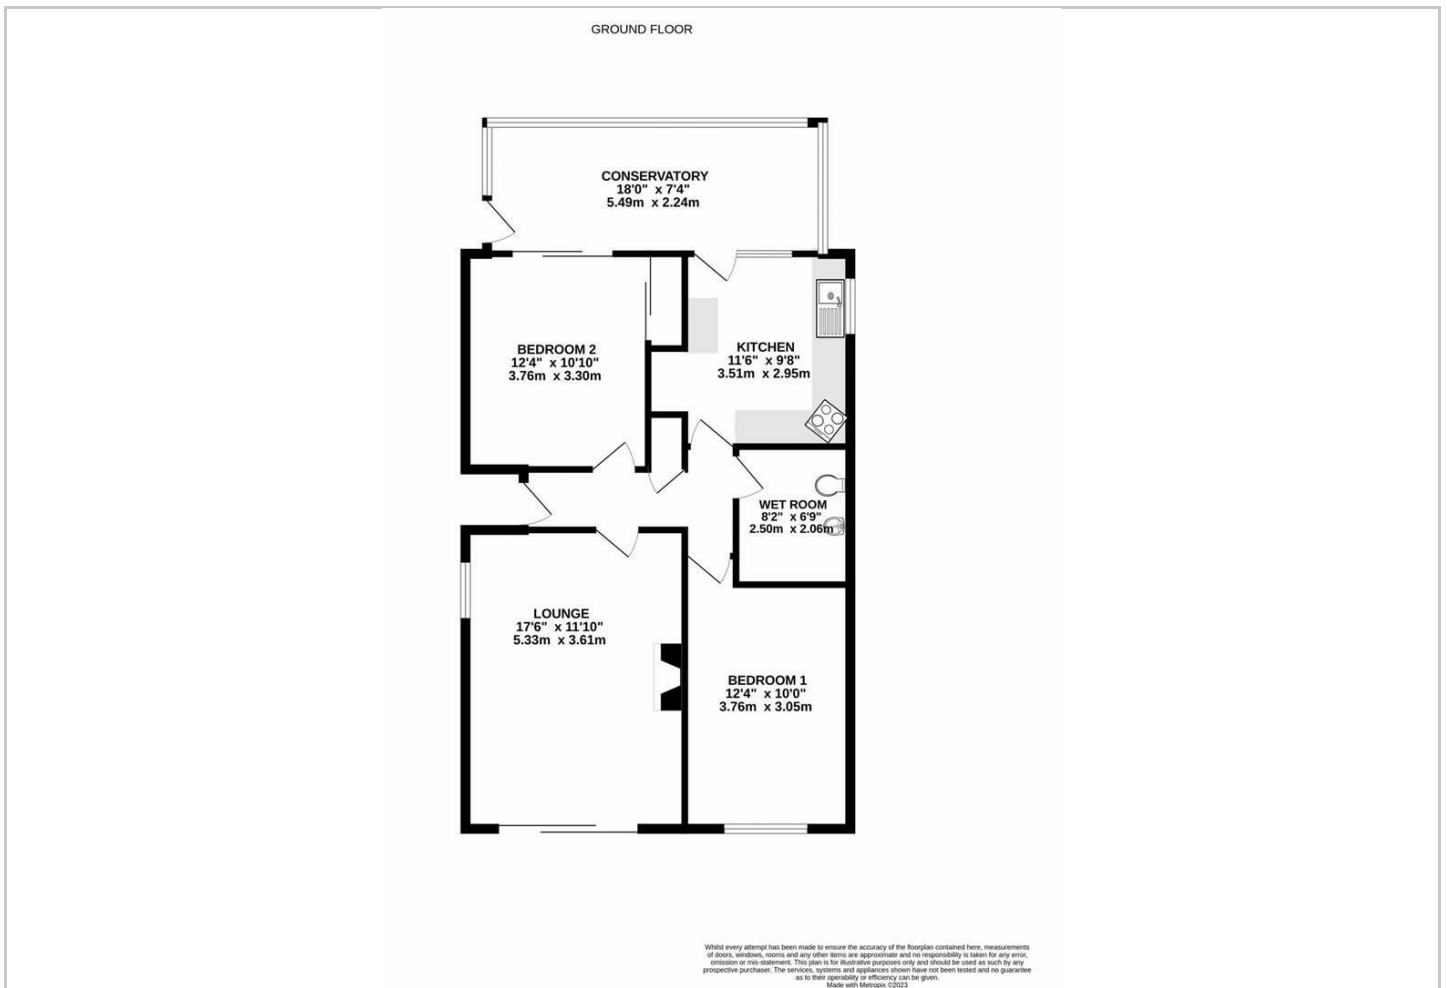 GROUND FLOOR
CONSERVATORY
18'0" x 7'4"
5.49m x 2.24m
BEDROOM 2
12'4" x 10'10"
3.76m x 3.30m
KITCHEN
11'6" x 9'8"
3.51m x 2.95m
WET ROOM
8'2" x 6'9"
2.50m x 2.06m
LOUNGE
17'6" x 11'10"
5.33m x 3.61m
BEDROOM 1
12'4" x 10'0"
3.76m x 3.05m
Whilst every attempt has been made to ensure the accuracy of the floorplan contained here, measurements
of doors, windows, rooms and any other items are approximate and no responsibility is taken for any error,
omission or mis-statement. This plan is for illustrative purposes only and should be used as such by any
prospective purchaser. The services, systems and appliances shown have not been tested and no guarantee
as to their operability or efficiency can be given.
Made with Metropix ©2023